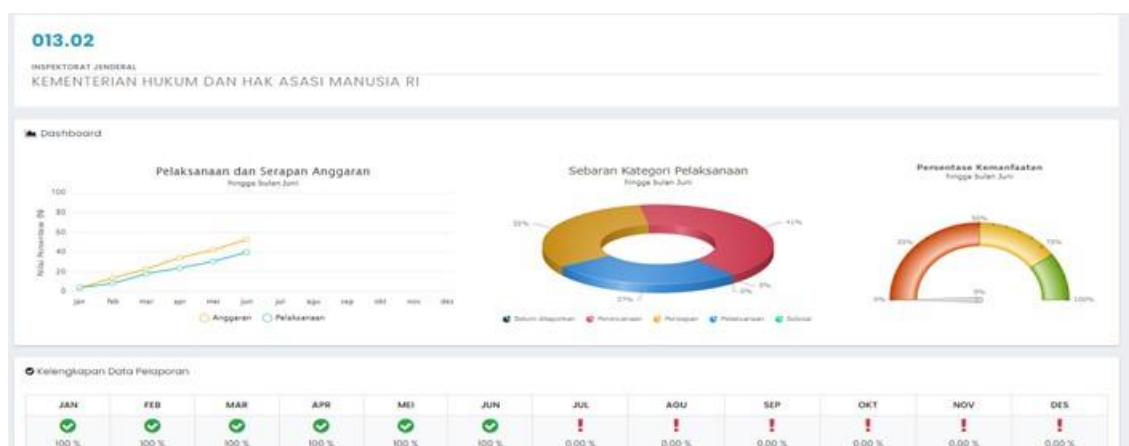 013.02
INSPEKTORAT JENDERAL
KEMENTERIAN HUKUM DAN HAK ASASI MANUSIA RI
Dashboard
Pelaksanaan dan Serapan Anggaran
hingga bulan Juni
Nilai Persentase (%)
100
80
60
40
20
0
jan feb mar apr mei jun jul agu sep okt nov des
Anggaran Pelaksanaan
Sebaran Kategori Pelaksanaan
hingga bulan Juni
41%
0%
0%
27%
Belum dilaporkan Perencanaan Persiapan Pelaksanaan Selesai
Persentase Kemanfaatan
hingga bulan Juni
0%
25%
50%
75%
100%
0%
Kelengkapan Data Pelaporan
JAN FEB MAR APR MEI JUN JUL AGU SEP OKT NOV DES
100 % 100 % 100 % 100 % 100 % 100 % 0.00 % 0.00 % 0.00 % 0.00 % 0.00 % 0.00 %